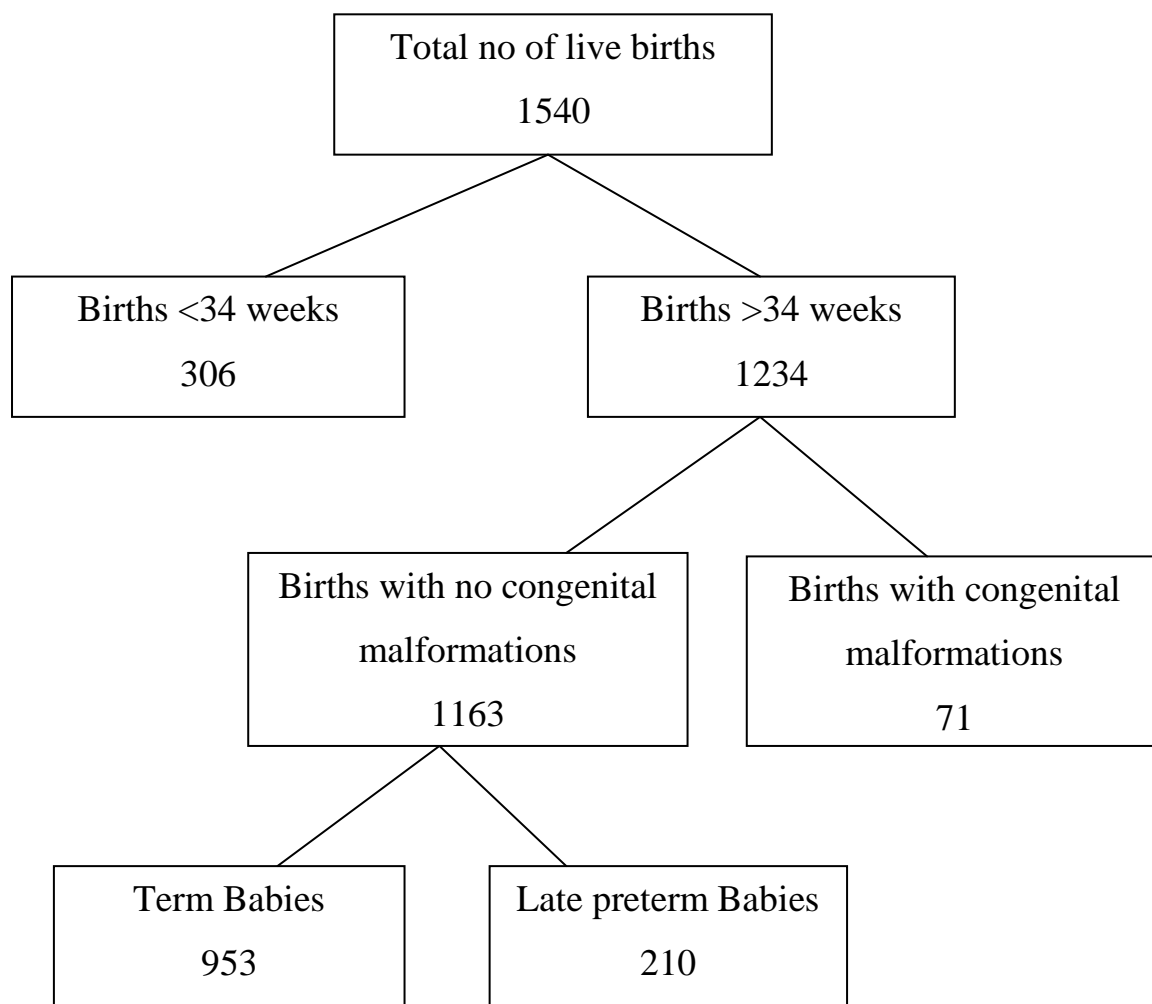 Total no of live births
1540
Births <34 weeks
306
Births >34 weeks
1234
Births with no congenital
malformations
1163
Births with congenital
malformations
71
Term Babies
953
Late preterm Babies
210